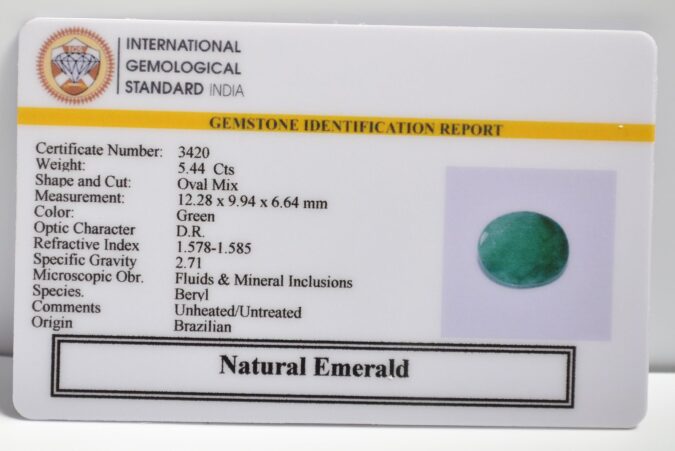 IGS
INTERNATIONAL
GEMOLOGICAL
STANDARD INDIA
GEMSTONE IDENTIFICATION REPORT
Certificate Number: 3420
Weight: 5.44 Cts
Shape and Cut: Oval Mix
Measurement: 12.28 x 9.94 x 6.64 mm
Color: Green
Optic Character D.R.
Refractive Index 1.578-1.585
Specific Gravity 2.71
Microscopic Obr. Fluids & Mineral Inclusions
Species. Beryl
Comments Unheated/Untreated
Origin Brazilian
Natural Emerald